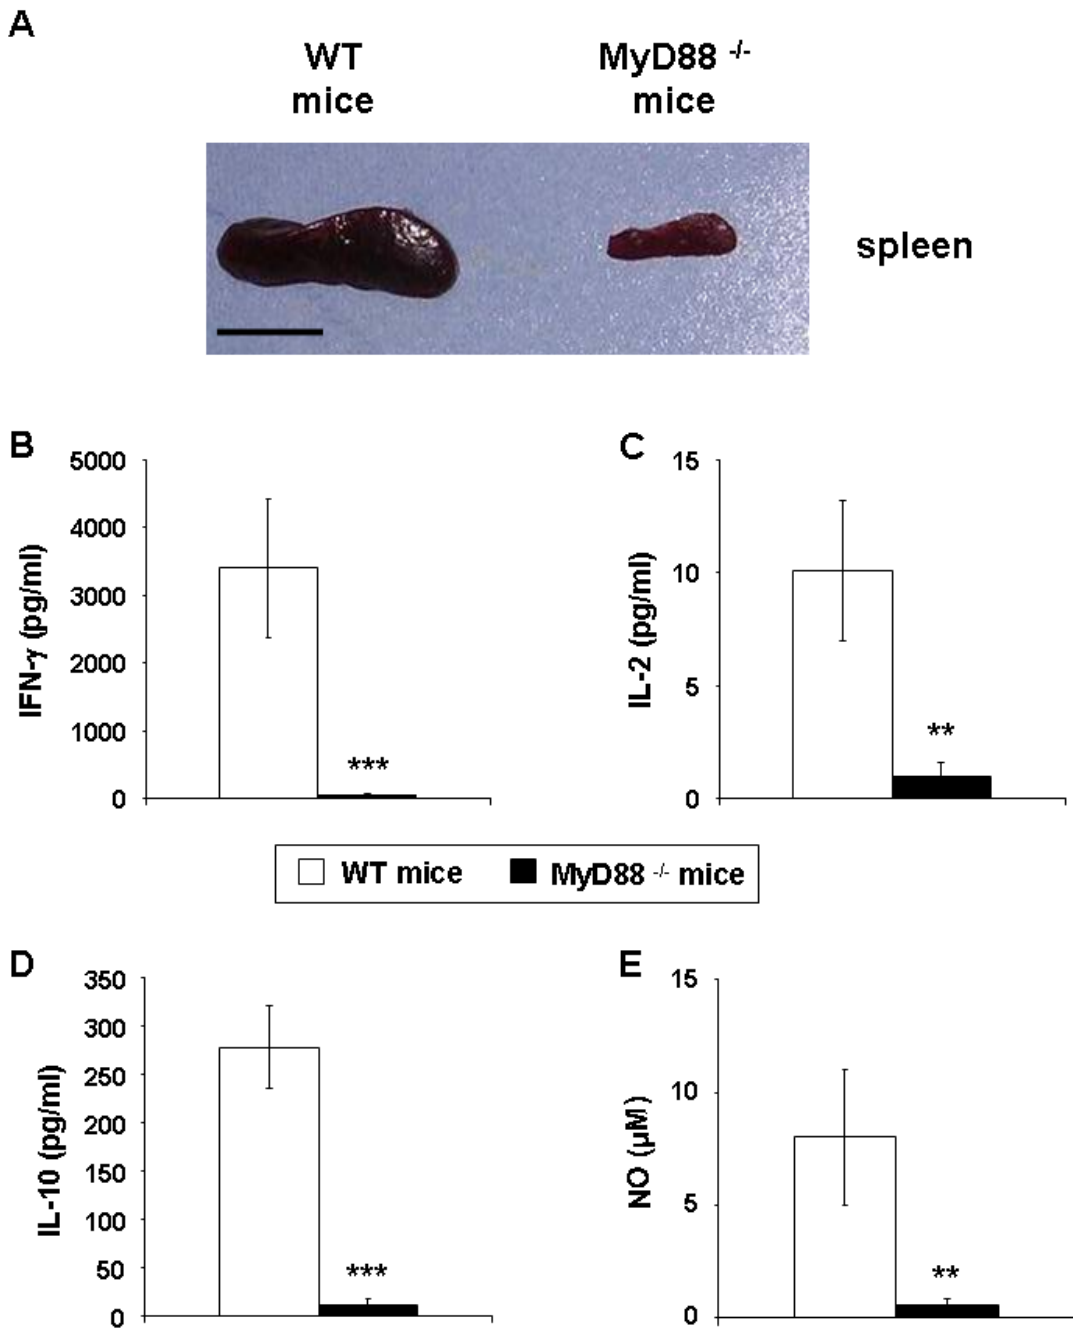 A
WT
mice
MyD88 -/-
mice
spleen
B
5000
4000
3000
2000
1000
0
IFN-γ (pg/ml)
***
C
15
10
5
0
IL-2 (pg/ml)
**
WT mice
MyD88 -/- mice
D
350
300
250
200
150
100
50
0
IL-10 (pg/ml)
***
E
15
10
5
0
NO (µM)
**